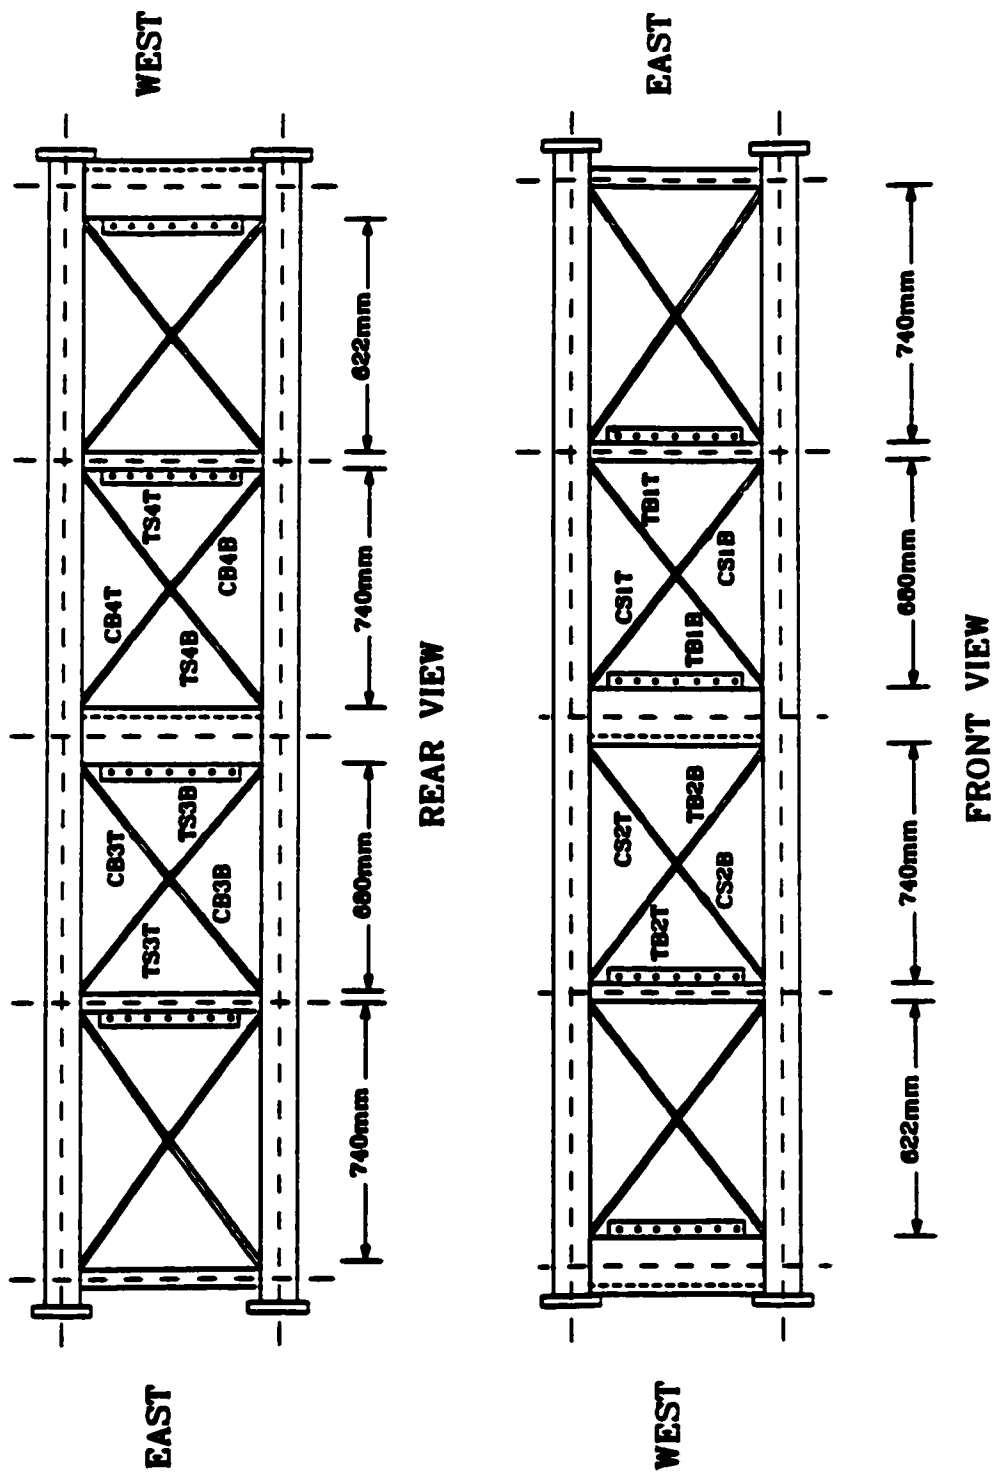 EAST
WEST
CB3T
CB4T
TS3T
TS4T
TS3B
TS4B
CB3B
CB4B
740mm
680mm
740mm
622mm
REAR VIEW
WEST
EAST
CS2T
CS1T
TB2T
TB1T
TB2B
TB1B
CS2B
CS1B
622mm
740mm
680mm
740mm
FRONT VIEW